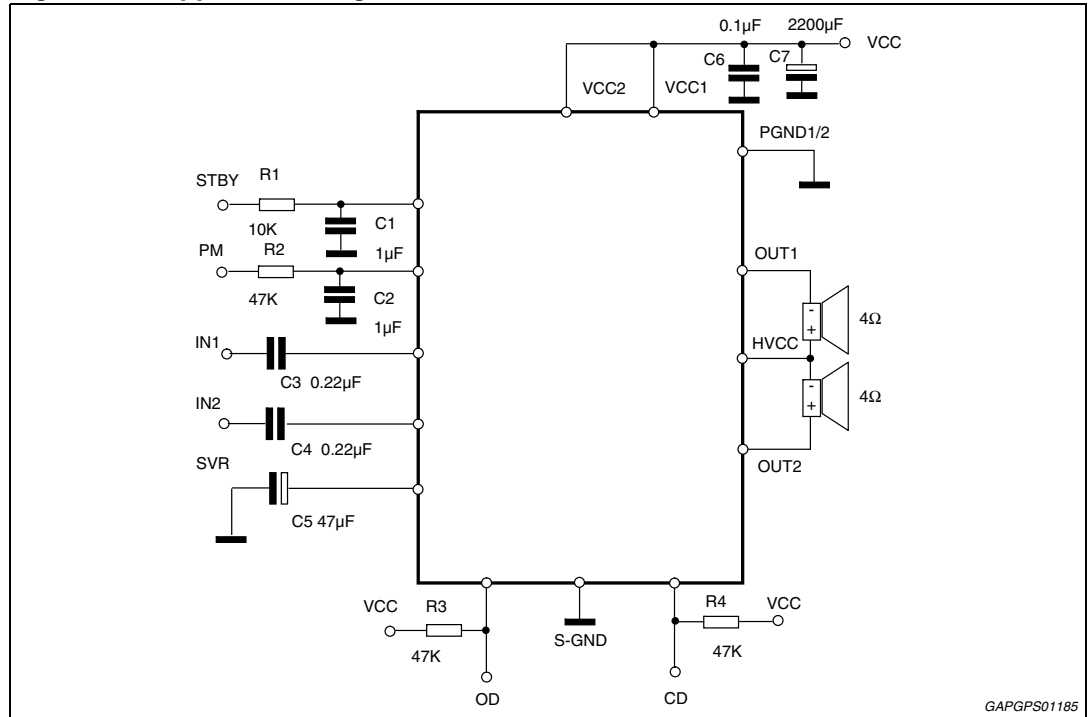 0.1µF
2200µF
VCC
C6
C7
VCC2
VCC1
PGND1/2
STBY
R1
10K
C1
1µF
PM
R2
47K
C2
1µF
OUT1
-
+
4Ω
HVCC
-
+
4Ω
OUT2
IN1
C3 0.22µF
IN2
C4 0.22µF
SVR
C5 47µF
VCC
R3
47K
OD
S-GND
R4
VCC
47K
CD
GAPGPS01185